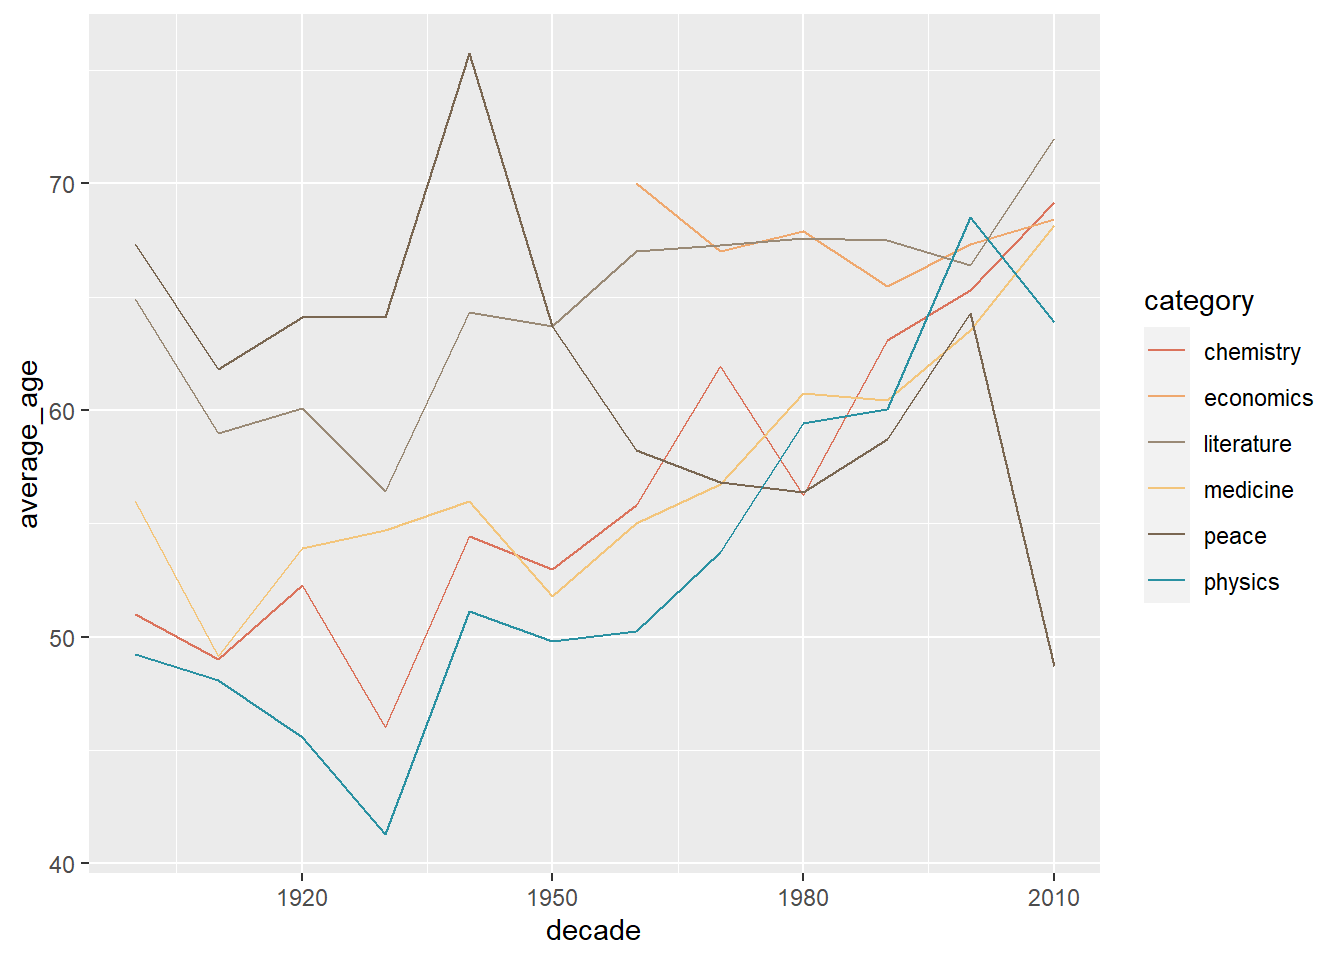 average_age
70
60
50
40
1920
1950
1980
2010
decade
category
chemistry
economics
literature
medicine
peace
physics